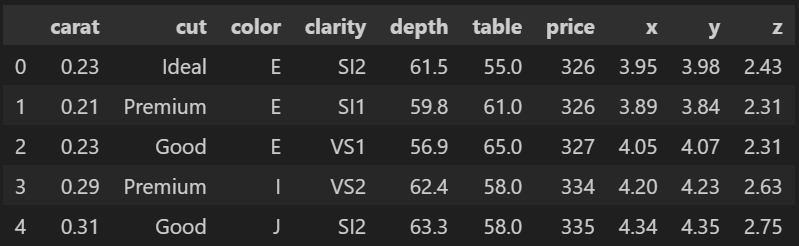 carat cut color clarity depth table price x y z
0 0.23 Ideal E SI2 61.5 55.0 326 3.95 3.98 2.43
1 0.21 Premium E SI1 59.8 61.0 326 3.89 3.84 2.31
2 0.23 Good E VS1 56.9 65.0 327 4.05 4.07 2.31
3 0.29 Premium I VS2 62.4 58.0 334 4.20 4.23 2.63
4 0.31 Good J SI2 63.3 58.0 335 4.34 4.35 2.75